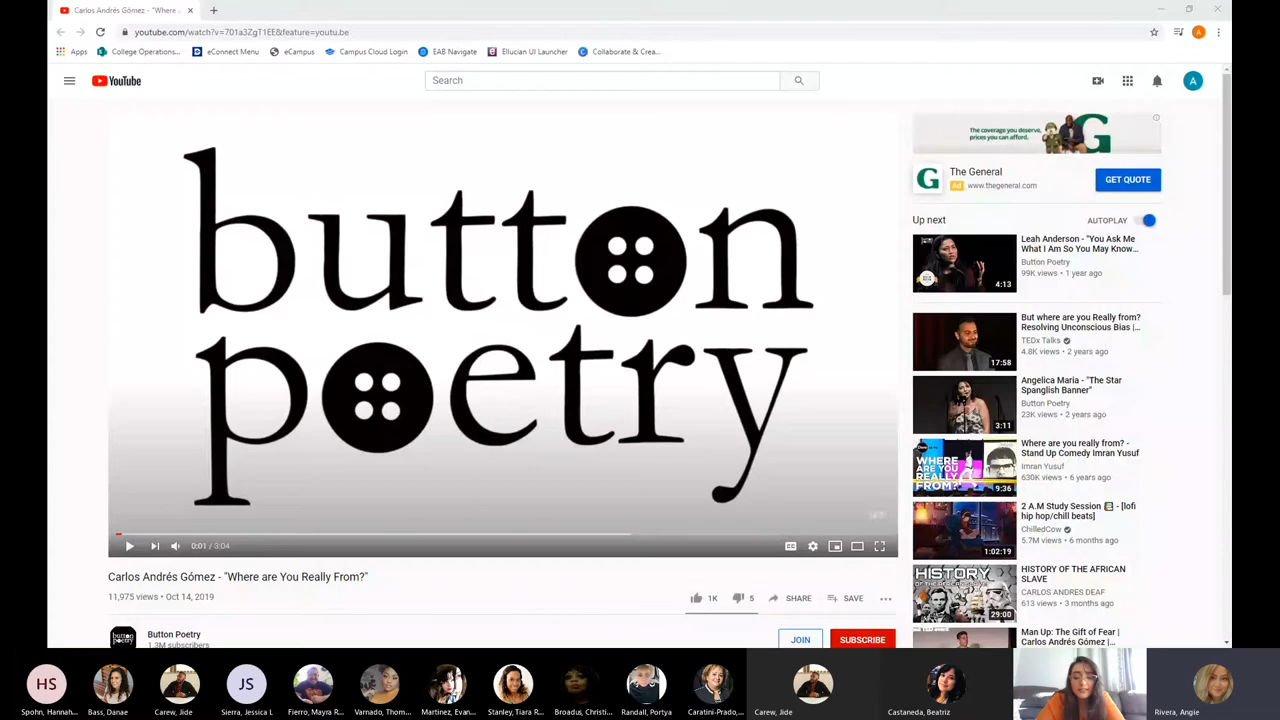 Carlos Andrés Gómez - "Where
youtube.com/watch?v=701a3ZgT1EE&feature=youtu.be
Apps College Operations... eConnect Menu eCampus Campus Cloud Login EAB Navigate Ellucian UI Launcher Collaborate & Crea...
YouTube Search
button
poetry
0:01 / 3:04
Carlos Andrés Gómez - "Where are You Really From?"
11,975 views • Oct 14, 2019
1K 5 SHARE SAVE
Button Poetry
1.3M subscribers
JOIN SUBSCRIBE
The coverage you deserve,
prices you can afford.
G
The General
Ad www.thegeneral.com
GET QUOTE
Up next AUTOPLAY
4:13
Leah Anderson - "You Ask Me
What I Am So You May Know...
Button Poetry
99K views • 1 year ago
17:58
But where are you Really from?
Resolving Unconscious Bias |...
TEDx Talks
4.8K views • 2 years ago
3:11
Angelica Maria - "The Star
Spanglish Banner"
Button Poetry
23K views • 2 years ago
WHERE
ARE YOU
REALLY
FROM?
9:36
Where are you really from? -
Stand Up Comedy Imran Yusuf
Imran Yusuf
630K views • 6 years ago
1:02:19
2 A.M Study Session - [lofi
hip hop/chill beats]
ChilledCow
5.7M views • 6 months ago
HISTORY
29:00
HISTORY OF THE AFRICAN
SLAVE
CARLOS ANDRES DEAF
613 views • 3 months ago
Man Up: The Gift of Fear |
Carlos Andrés Gómez |...
HS JS
Spohn, Hannah... Bass, Danae Carew, Jide Sierra, Jessica L Fierro, Mayra R... Varnado, Thom... Martinez, Evan... Stanley, Tiara R... Broadus, Christi... Randall, Portya Caratini-Prado,... Carew, Jide Castaneda, Beatriz Rivera, Angie